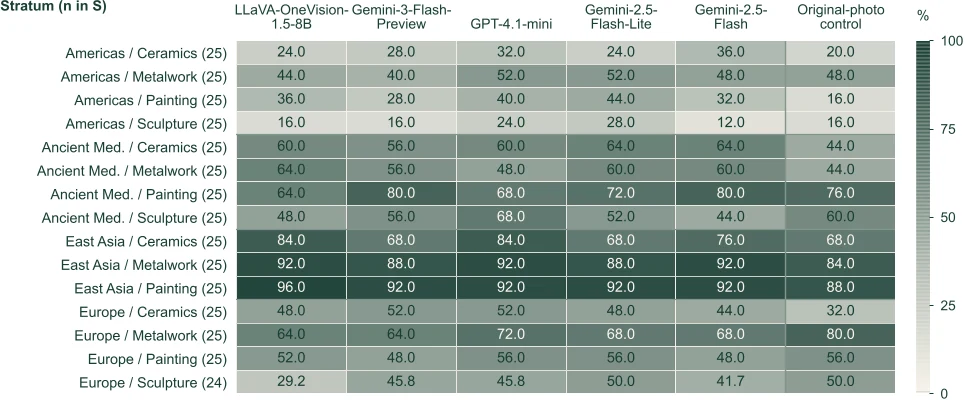 Stratum (n in S) LLaVA-OneVision-1.5-8B Gemini-3-Flash-Preview GPT-4.1-mini Gemini-2.5-Flash-Lite Gemini-2.5-Flash Original-photo control %
Americas / Ceramics (25) 24.0 28.0 32.0 24.0 36.0 20.0
Americas / Metalwork (25) 44.0 40.0 52.0 52.0 48.0 48.0
Americas / Painting (25) 36.0 28.0 40.0 44.0 32.0 16.0
Americas / Sculpture (25) 16.0 16.0 24.0 28.0 12.0 16.0
Ancient Med. / Ceramics (25) 60.0 56.0 60.0 64.0 64.0 44.0
Ancient Med. / Metalwork (25) 64.0 56.0 48.0 60.0 60.0 44.0
Ancient Med. / Painting (25) 64.0 80.0 68.0 72.0 80.0 76.0
Ancient Med. / Sculpture (25) 48.0 56.0 68.0 52.0 44.0 60.0
East Asia / Ceramics (25) 84.0 68.0 84.0 68.0 76.0 68.0
East Asia / Metalwork (25) 92.0 88.0 92.0 88.0 92.0 84.0
East Asia / Painting (25) 96.0 92.0 92.0 92.0 92.0 88.0
Europe / Ceramics (25) 48.0 52.0 52.0 48.0 44.0 32.0
Europe / Metalwork (25) 64.0 64.0 72.0 68.0 68.0 80.0
Europe / Painting (25) 52.0 48.0 56.0 56.0 48.0 56.0
Europe / Sculpture (24) 29.2 45.8 45.8 50.0 41.7 50.0
100
75
50
25
0